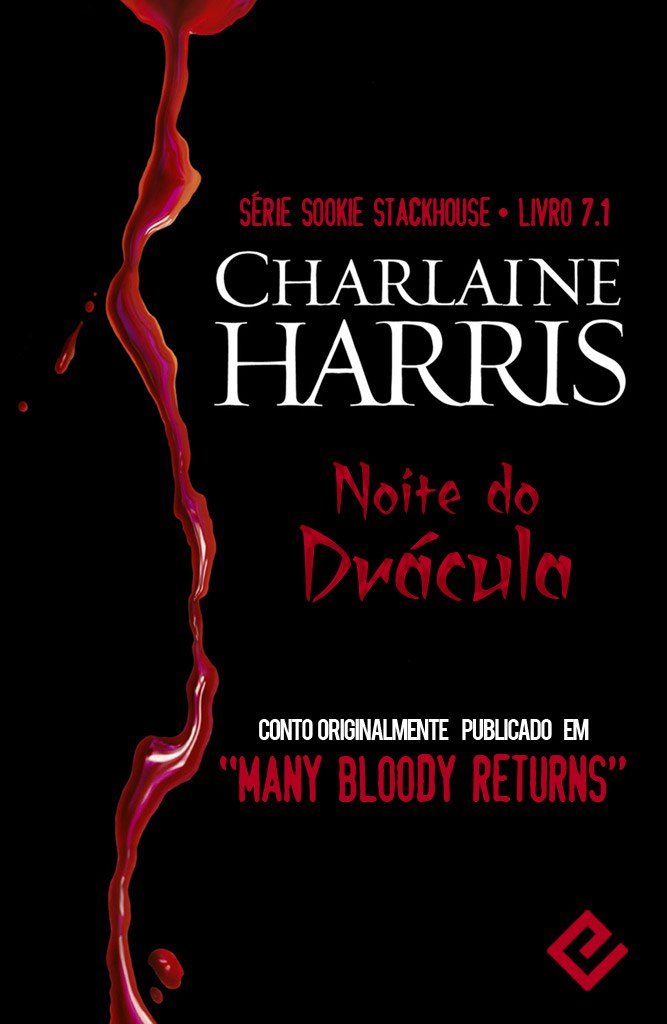 SÉRIE SOOKIE STACKHOUSE • LIVRO 7.1
CHARLAINE
HARRIS
Noite do
Drácula
CONTO ORIGINALMENTE PUBLICADO EM
“MANY BLOODY RETURNS”